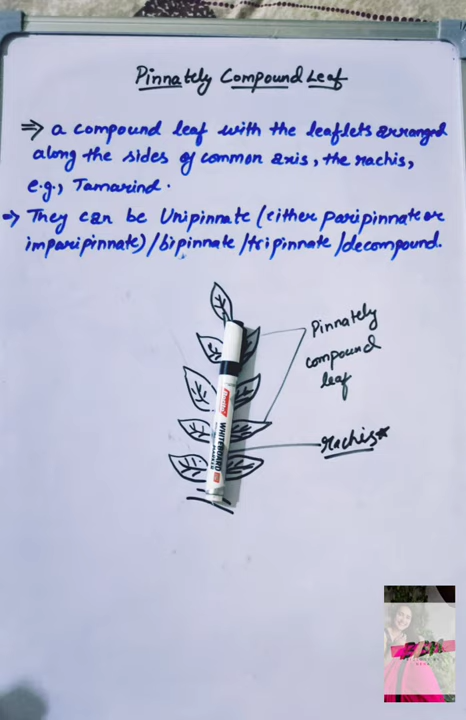 Pinnately Compound Leaf
⇒ a compound leaf with the leaflets arranged
along the sides of common axis, the rachis,
e.g., Tamarind.
⇒ They can be Unipinnate (either paripinnate or
imparipinnate)/bipinnate/tripinnate/decompound.
Pinnately
compound
leaf
rachis*
WHITEBOARD